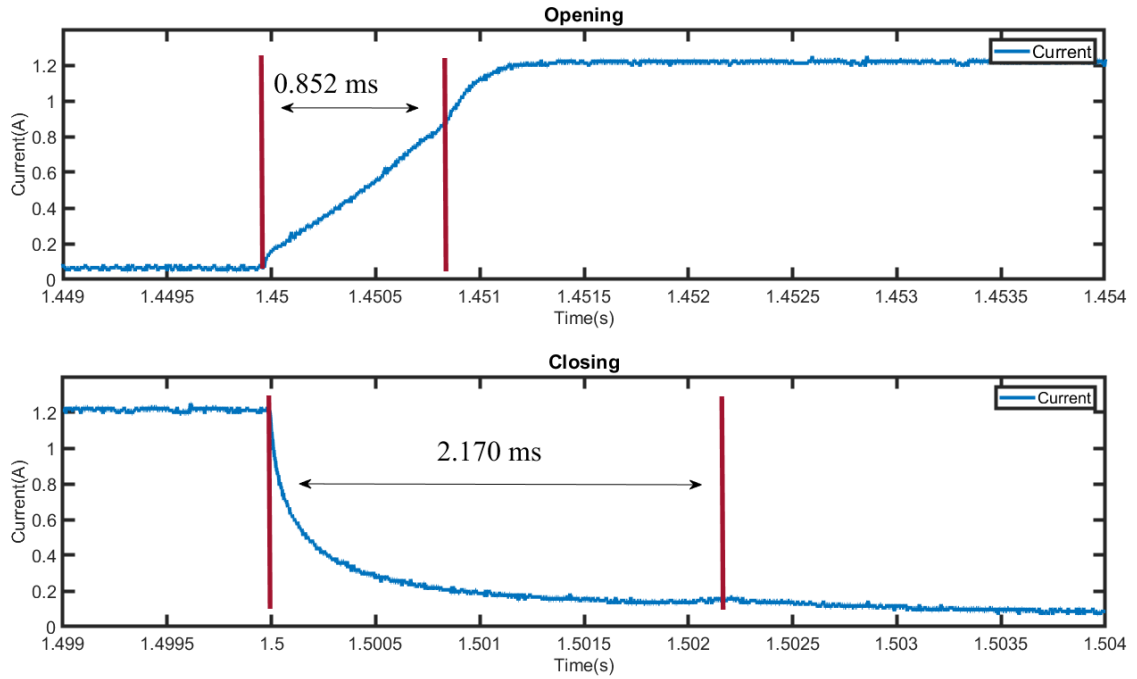 Opening
Current(A)
1.2
1
0.8
0.6
0.4
0.2
0
0.852 ms
Current
1.449 1.4495 1.45 1.4505 1.451 1.4515 1.452 1.4525 1.453 1.4535 1.454
Time(s)
Closing
Current(A)
1.2
1
0.8
0.6
0.4
0.2
0
2.170 ms
Current
1.499 1.4995 1.5 1.5005 1.501 1.5015 1.502 1.5025 1.503 1.5035 1.504
Time(s)